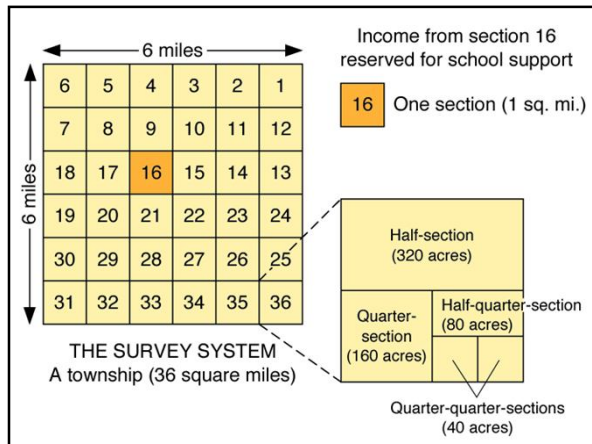 6 miles
Income from section 16
reserved for school support
16 One section (1 sq. mi.)
6 miles
6 5 4 3 2 1
7 8 9 10 11 12
18 17 16 15 14 13
19 20 21 22 23 24
30 29 28 27 26 25
31 32 33 34 35 36
THE SURVEY SYSTEM
A township (36 square miles)
Half-section
(320 acres)
Quarter-
section
(160 acres)
Half-quarter-section
(80 acres)
Quarter-quarter-sections
(40 acres)